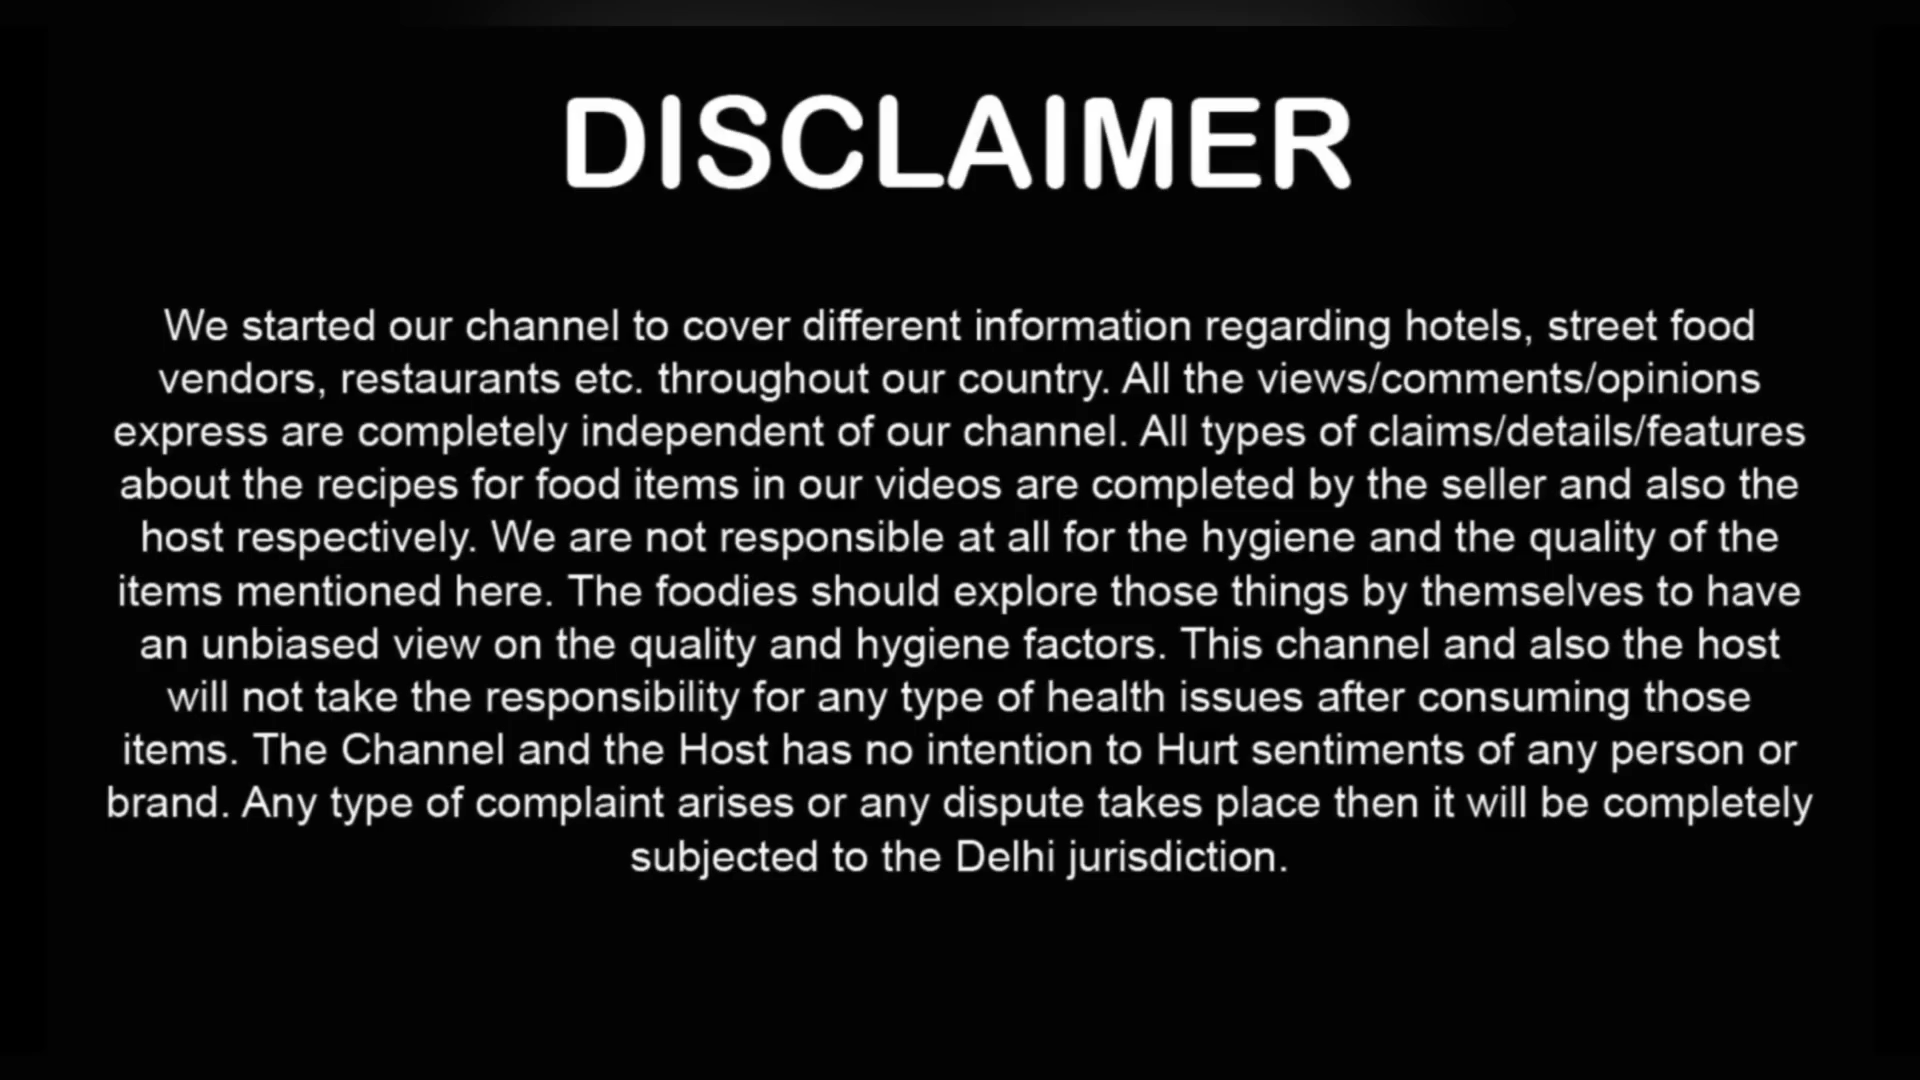 DISCLAIMER
We started our channel to cover different information regarding hotels, street food
vendors, restaurants etc. throughout our country. All the views/comments/opinions
express are completely independent of our channel. All types of claims/details/features
about the recipes for food items in our videos are completed by the seller and also the
host respectively. We are not responsible at all for the hygiene and the quality of the
items mentioned here. The foodies should explore those things by themselves to have
an unbiased view on the quality and hygiene factors. This channel and also the host
will not take the responsibility for any type of health issues after consuming those
items. The Channel and the Host has no intention to Hurt sentiments of any person or
brand. Any type of complaint arises or any dispute takes place then it will be completely
subjected to the Delhi jurisdiction.